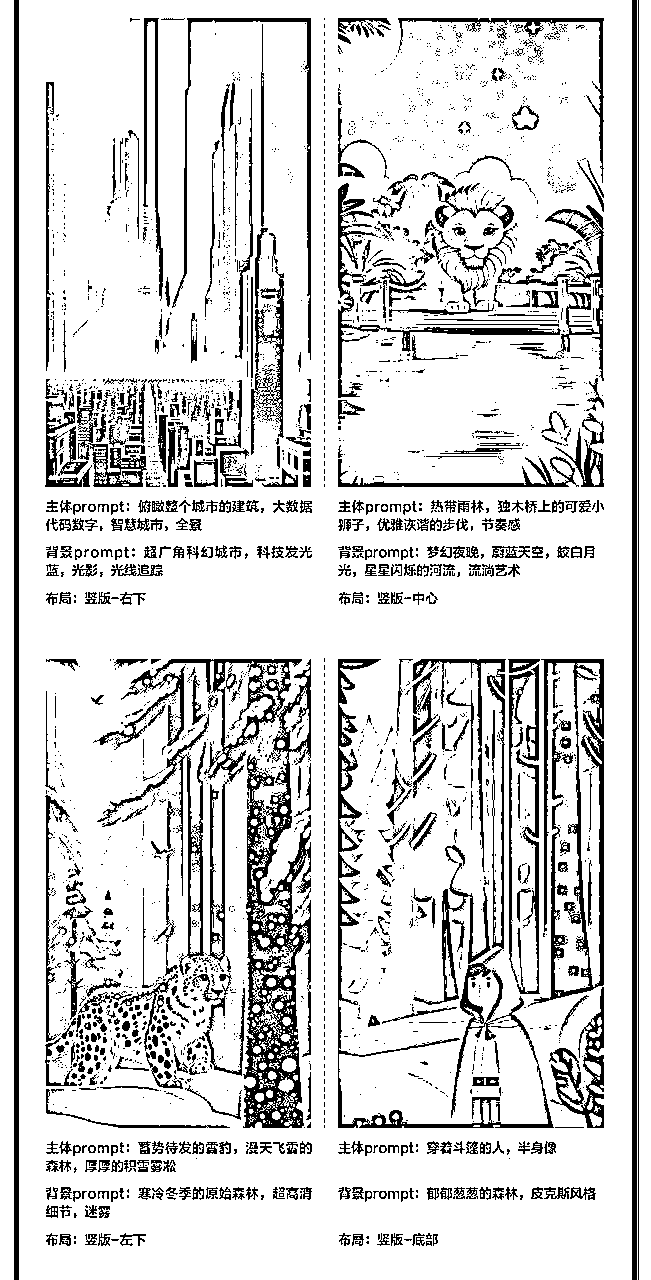 主体prompt：俯瞰整个城市的建筑，大数据
代码数字，智慧城市，全景
背景prompt：超广角科幻城市，科技发光
蓝，光影，光线追踪
布局：竖版-右下
主体prompt：热带雨林，独木桥上的可爱小
狮子，优雅诙谐的步伐，节奏感
背景prompt：梦幻夜晚，蔚蓝天空，皎白月
光，星星闪烁的河流，流淌艺术
布局：竖版-中心
主体prompt：蓄势待发的雪豹，漫天飞雪的
森林，厚厚的积雪雾凇
背景prompt：寒冷冬季的原始森林，超高清
细节，迷雾
布局：竖版-左下
主体prompt：穿着斗篷的人，半身像
背景prompt：郁郁葱葱的森林，皮克斯风格
布局：竖版-底部